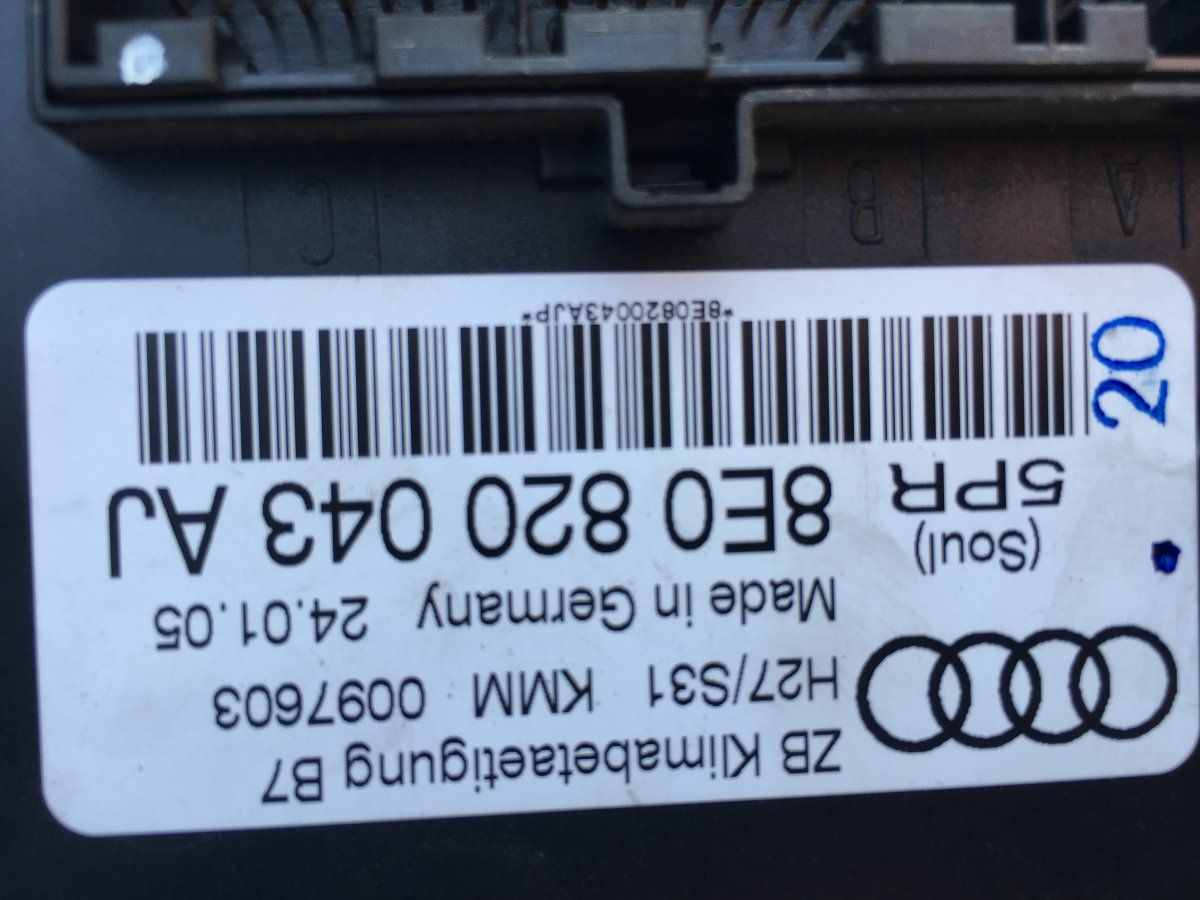 ZB Klimabetaetigung B7
H27/S31 KMM 0097603
Made in Germany 24.01.05
(Soul)
5PR 8E0 820 043 AJ
20
*8E0820043AJP*
A B C